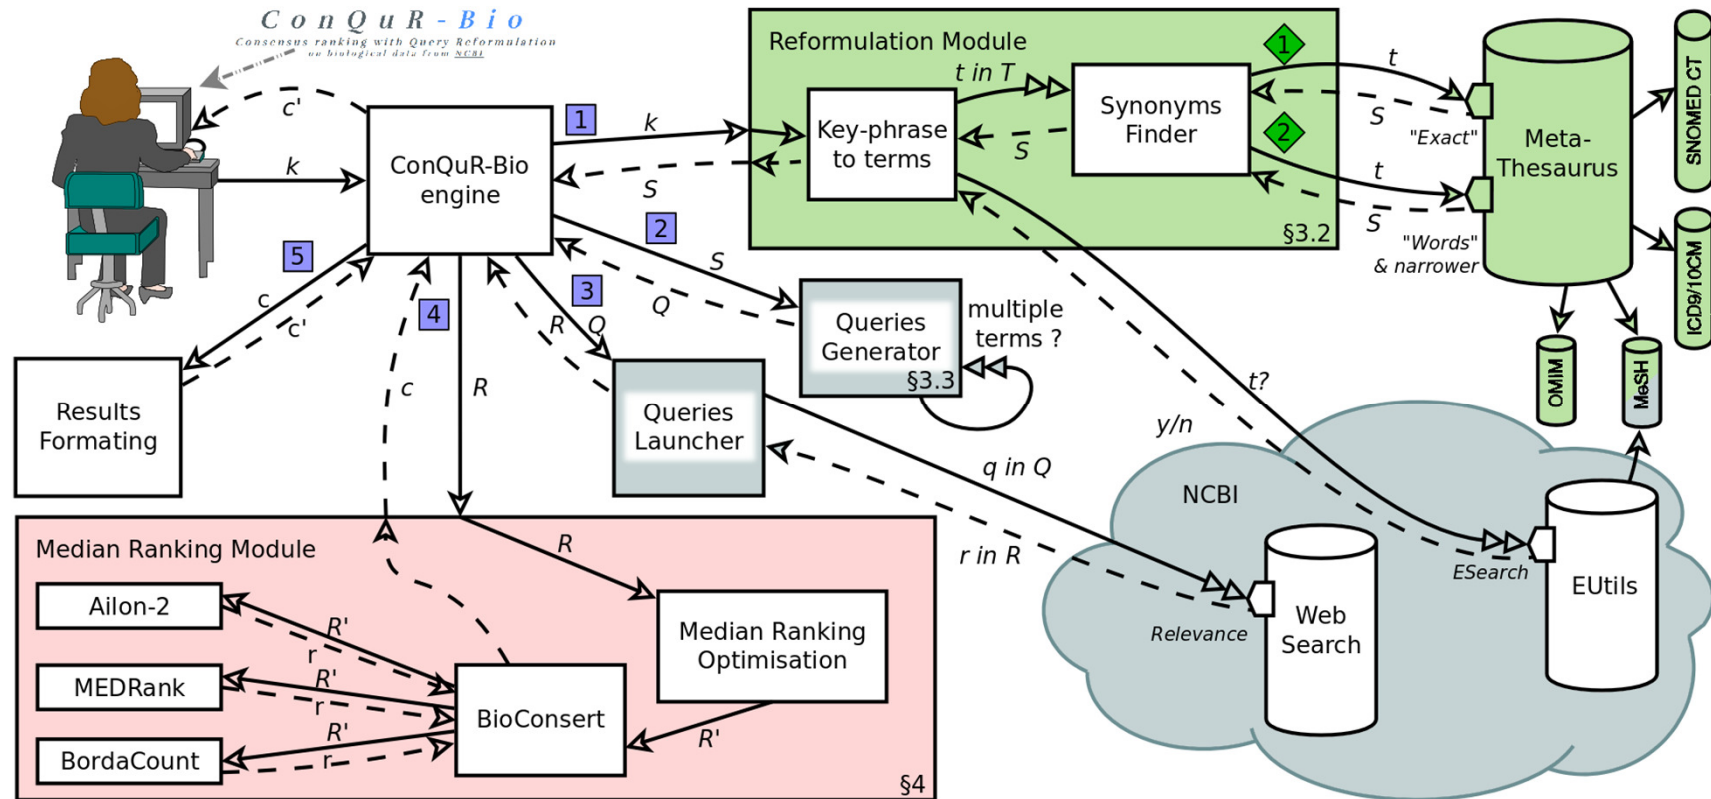 ConQuR-Bio
Consensus ranking with Query Reformulation
on biological data from NCBI
c'
k
ConQuR-Bio
engine
1
k
S
2
S
Q
3
R
Q
4
c
R
5
c
c'
Results
Formating
Reformulation Module
Key-phrase
to terms
t in T
S
Synonyms
Finder
1
2
§3.2
t
S
"Exact"
t
S
"Words"
& narrower
Meta-
Thesaurus
SNOMED CT
ICD9/10CM
OMIM
MeSH
Queries
Generator
§3.3
multiple
terms ?
Queries
Launcher
q in Q
r in R
t?
y/n
NCBI
Relevance
Web
Search
ESearch
EUtils
Median Ranking Module
R
Median Ranking
Optimisation
R'
Ailon-2
R'
r
MEDRank
R'
r
BordaCount
R'
r
BioConsert
§4